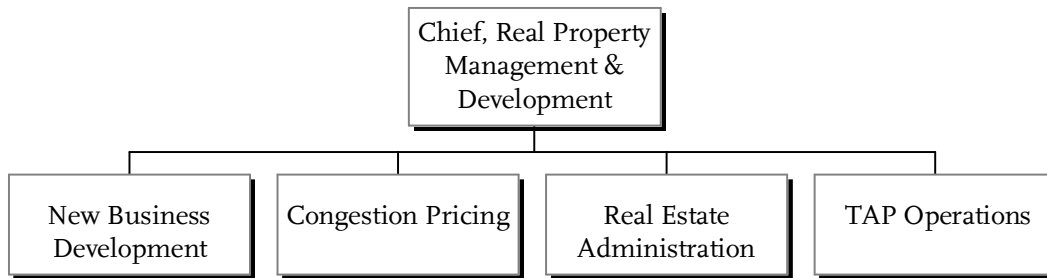 Chief, Real Property
Management &
Development
New Business
Development
Congestion Pricing
Real Estate
Administration
TAP Operations